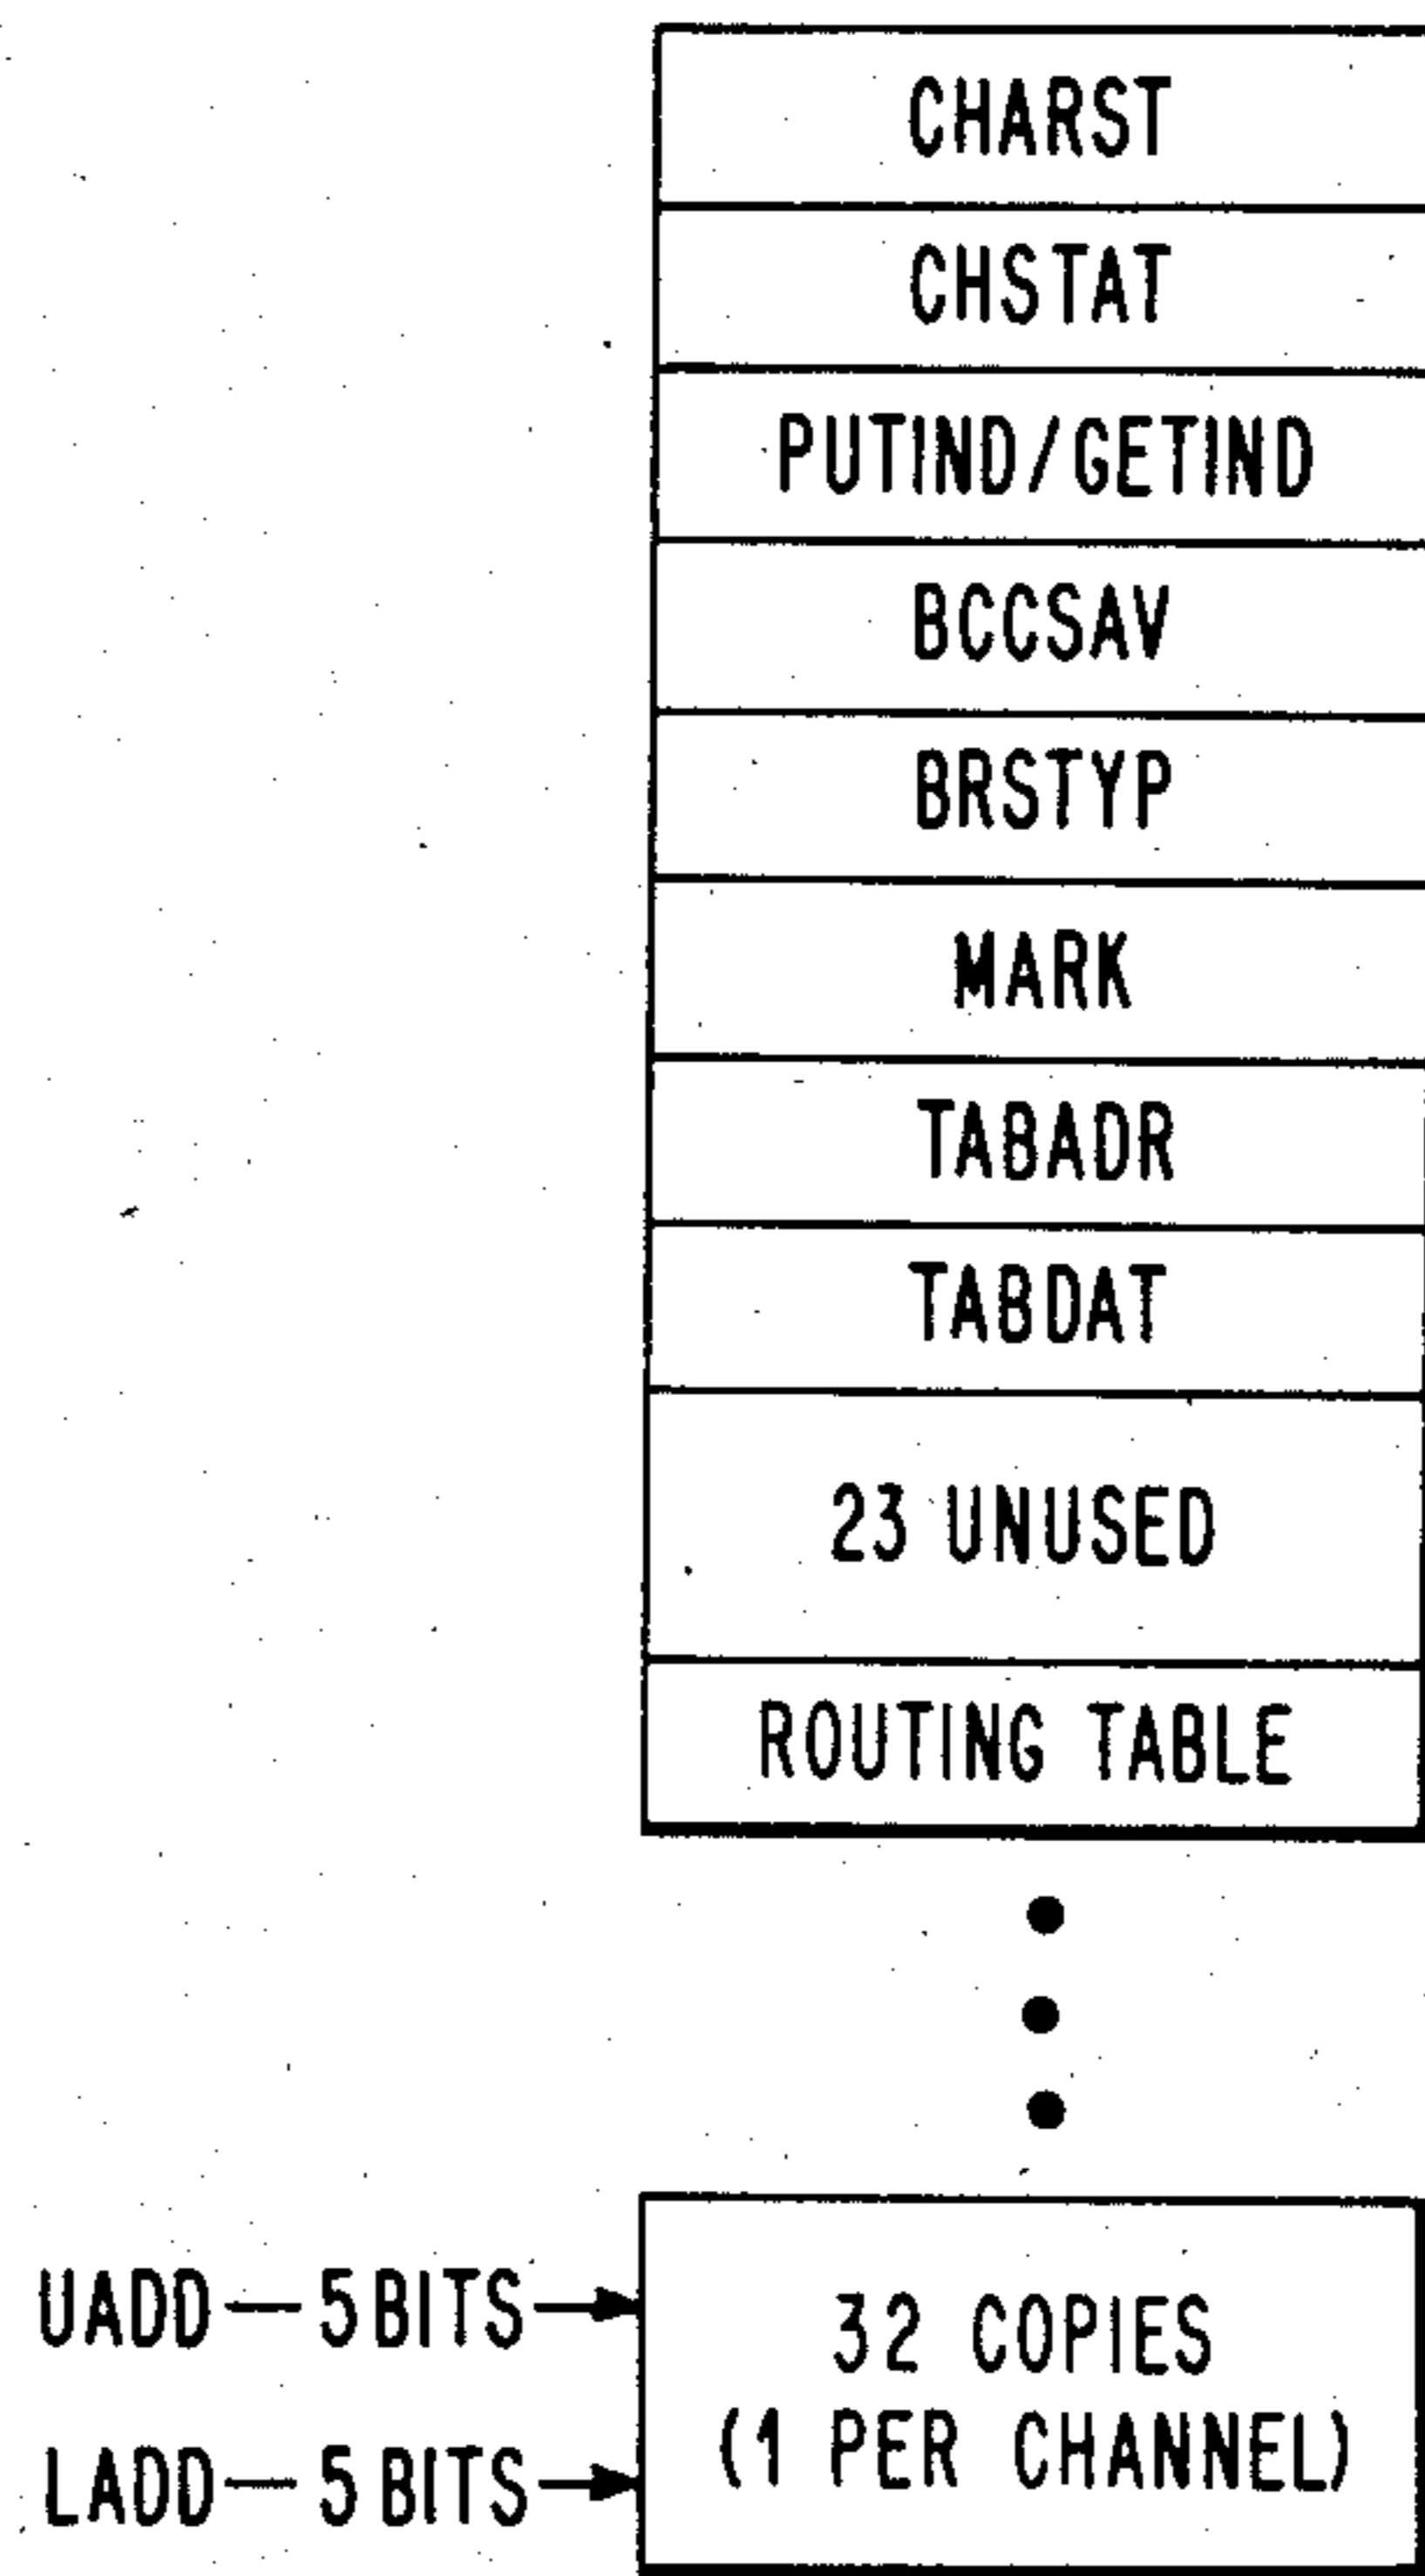 CHARST
CHSTAT
PUTIND/GETIND
BCCSAV
BRSTYP
MARK
TABADR
TABDAT
23 UNUSED
ROUTING TABLE
UADD — 5 BITS
32 COPIES
(1 PER CHANNEL)
LADD — 5 BITS